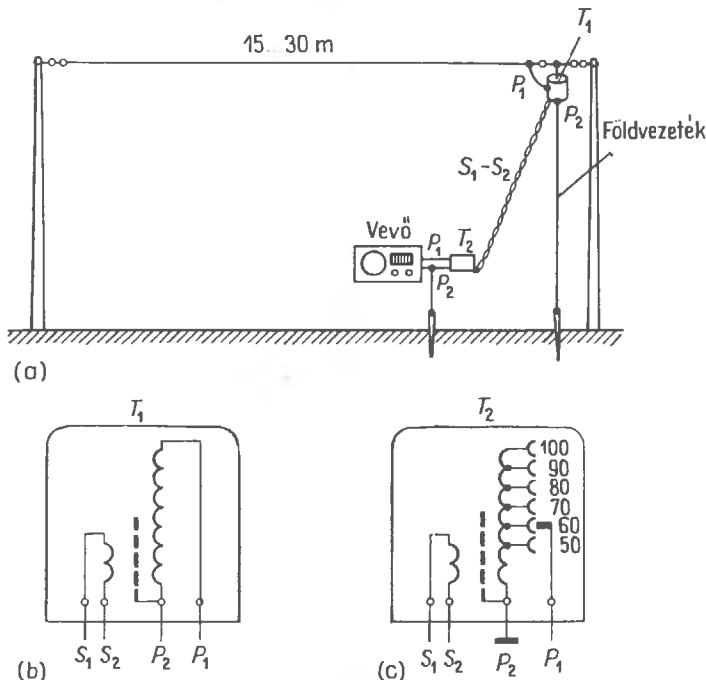 15...30 m
T₁
P₁
P₂
Földvezeték
S₁-S₂
Vevő
P₁
T₂
P₂
(a)
T₁
S₁ S₂ P₂ P₁
(b)
T₂
100
90
80
70
60
50
S₁ S₂ P₂ P₁
(c)